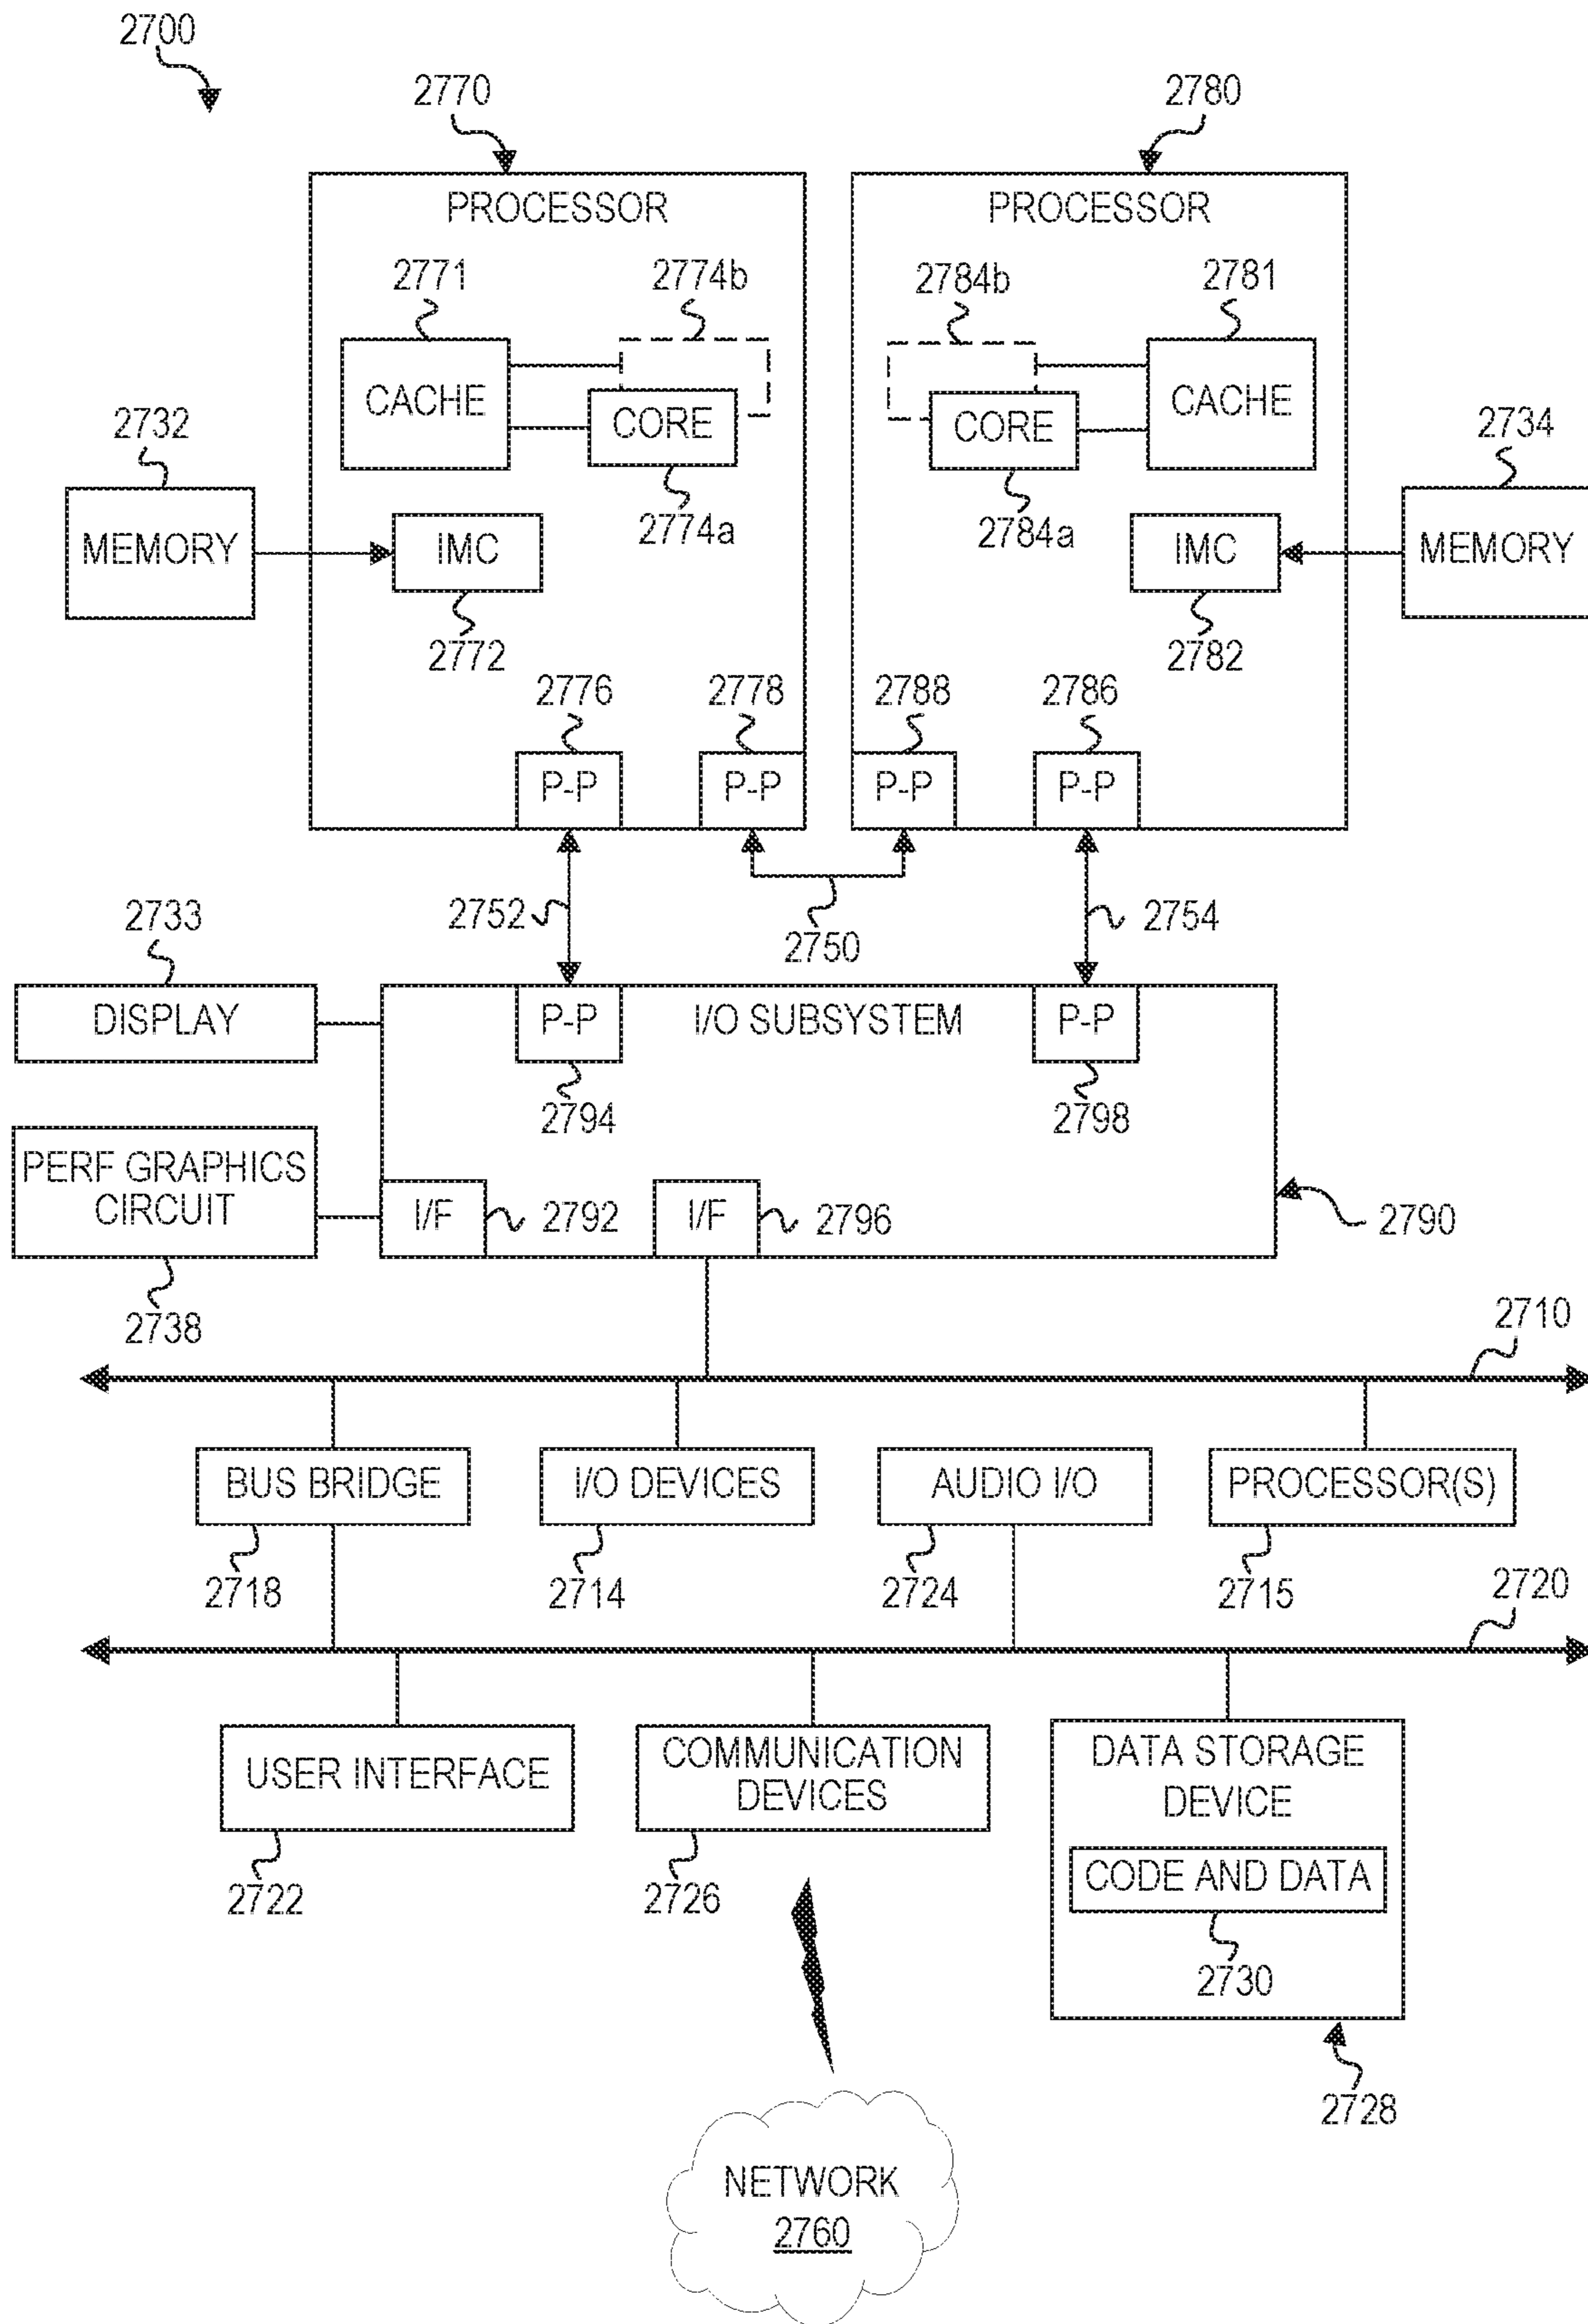 2700
2770
2780
PROCESSOR
PROCESSOR
2771
2774b
2784b
2781
CACHE
CORE
CORE
CACHE
2732
2774a
2784a
2734
MEMORY
IMC
IMC
MEMORY
2772
2782
2776
2778
2788
2786
P-P
P-P
P-P
P-P
2752
2750
2754
2733
DISPLAY
P-P
I/O SUBSYSTEM
P-P
2794
2798
PERF GRAPHICS
CIRCUIT
I/F
2792
I/F
2796
2790
2738
2710
BUS BRIDGE
I/O DEVICES
AUDIO I/O
PROCESSOR(S)
2718
2714
2724
2715
2720
USER INTERFACE
COMMUNICATION
DEVICES
DATA STORAGE
DEVICE
CODE AND DATA
2722
2726
2730
2728
NETWORK
2760